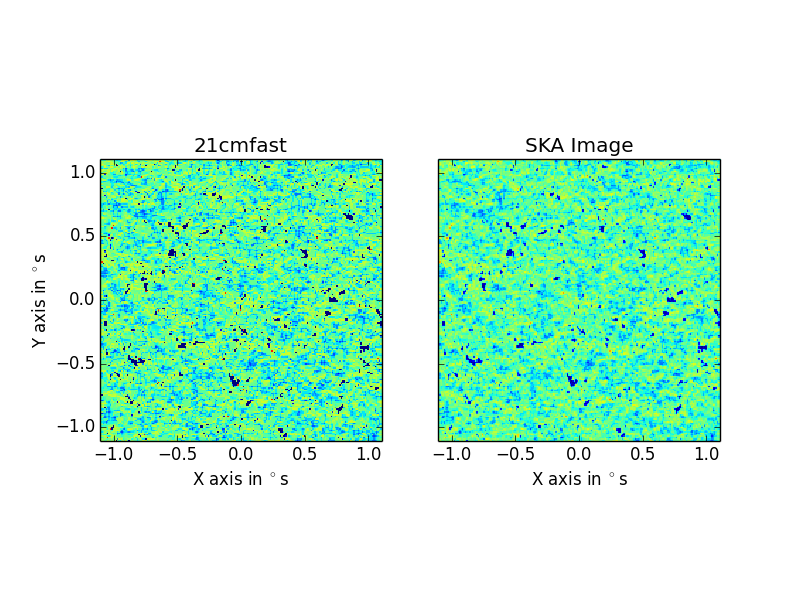 21cmfast
SKA Image
1.0
0.5
0.0
−0.5
−1.0
Y axis in °s
−1.0 −0.5 0.0 0.5 1.0
−1.0 −0.5 0.0 0.5 1.0
X axis in °s
X axis in °s